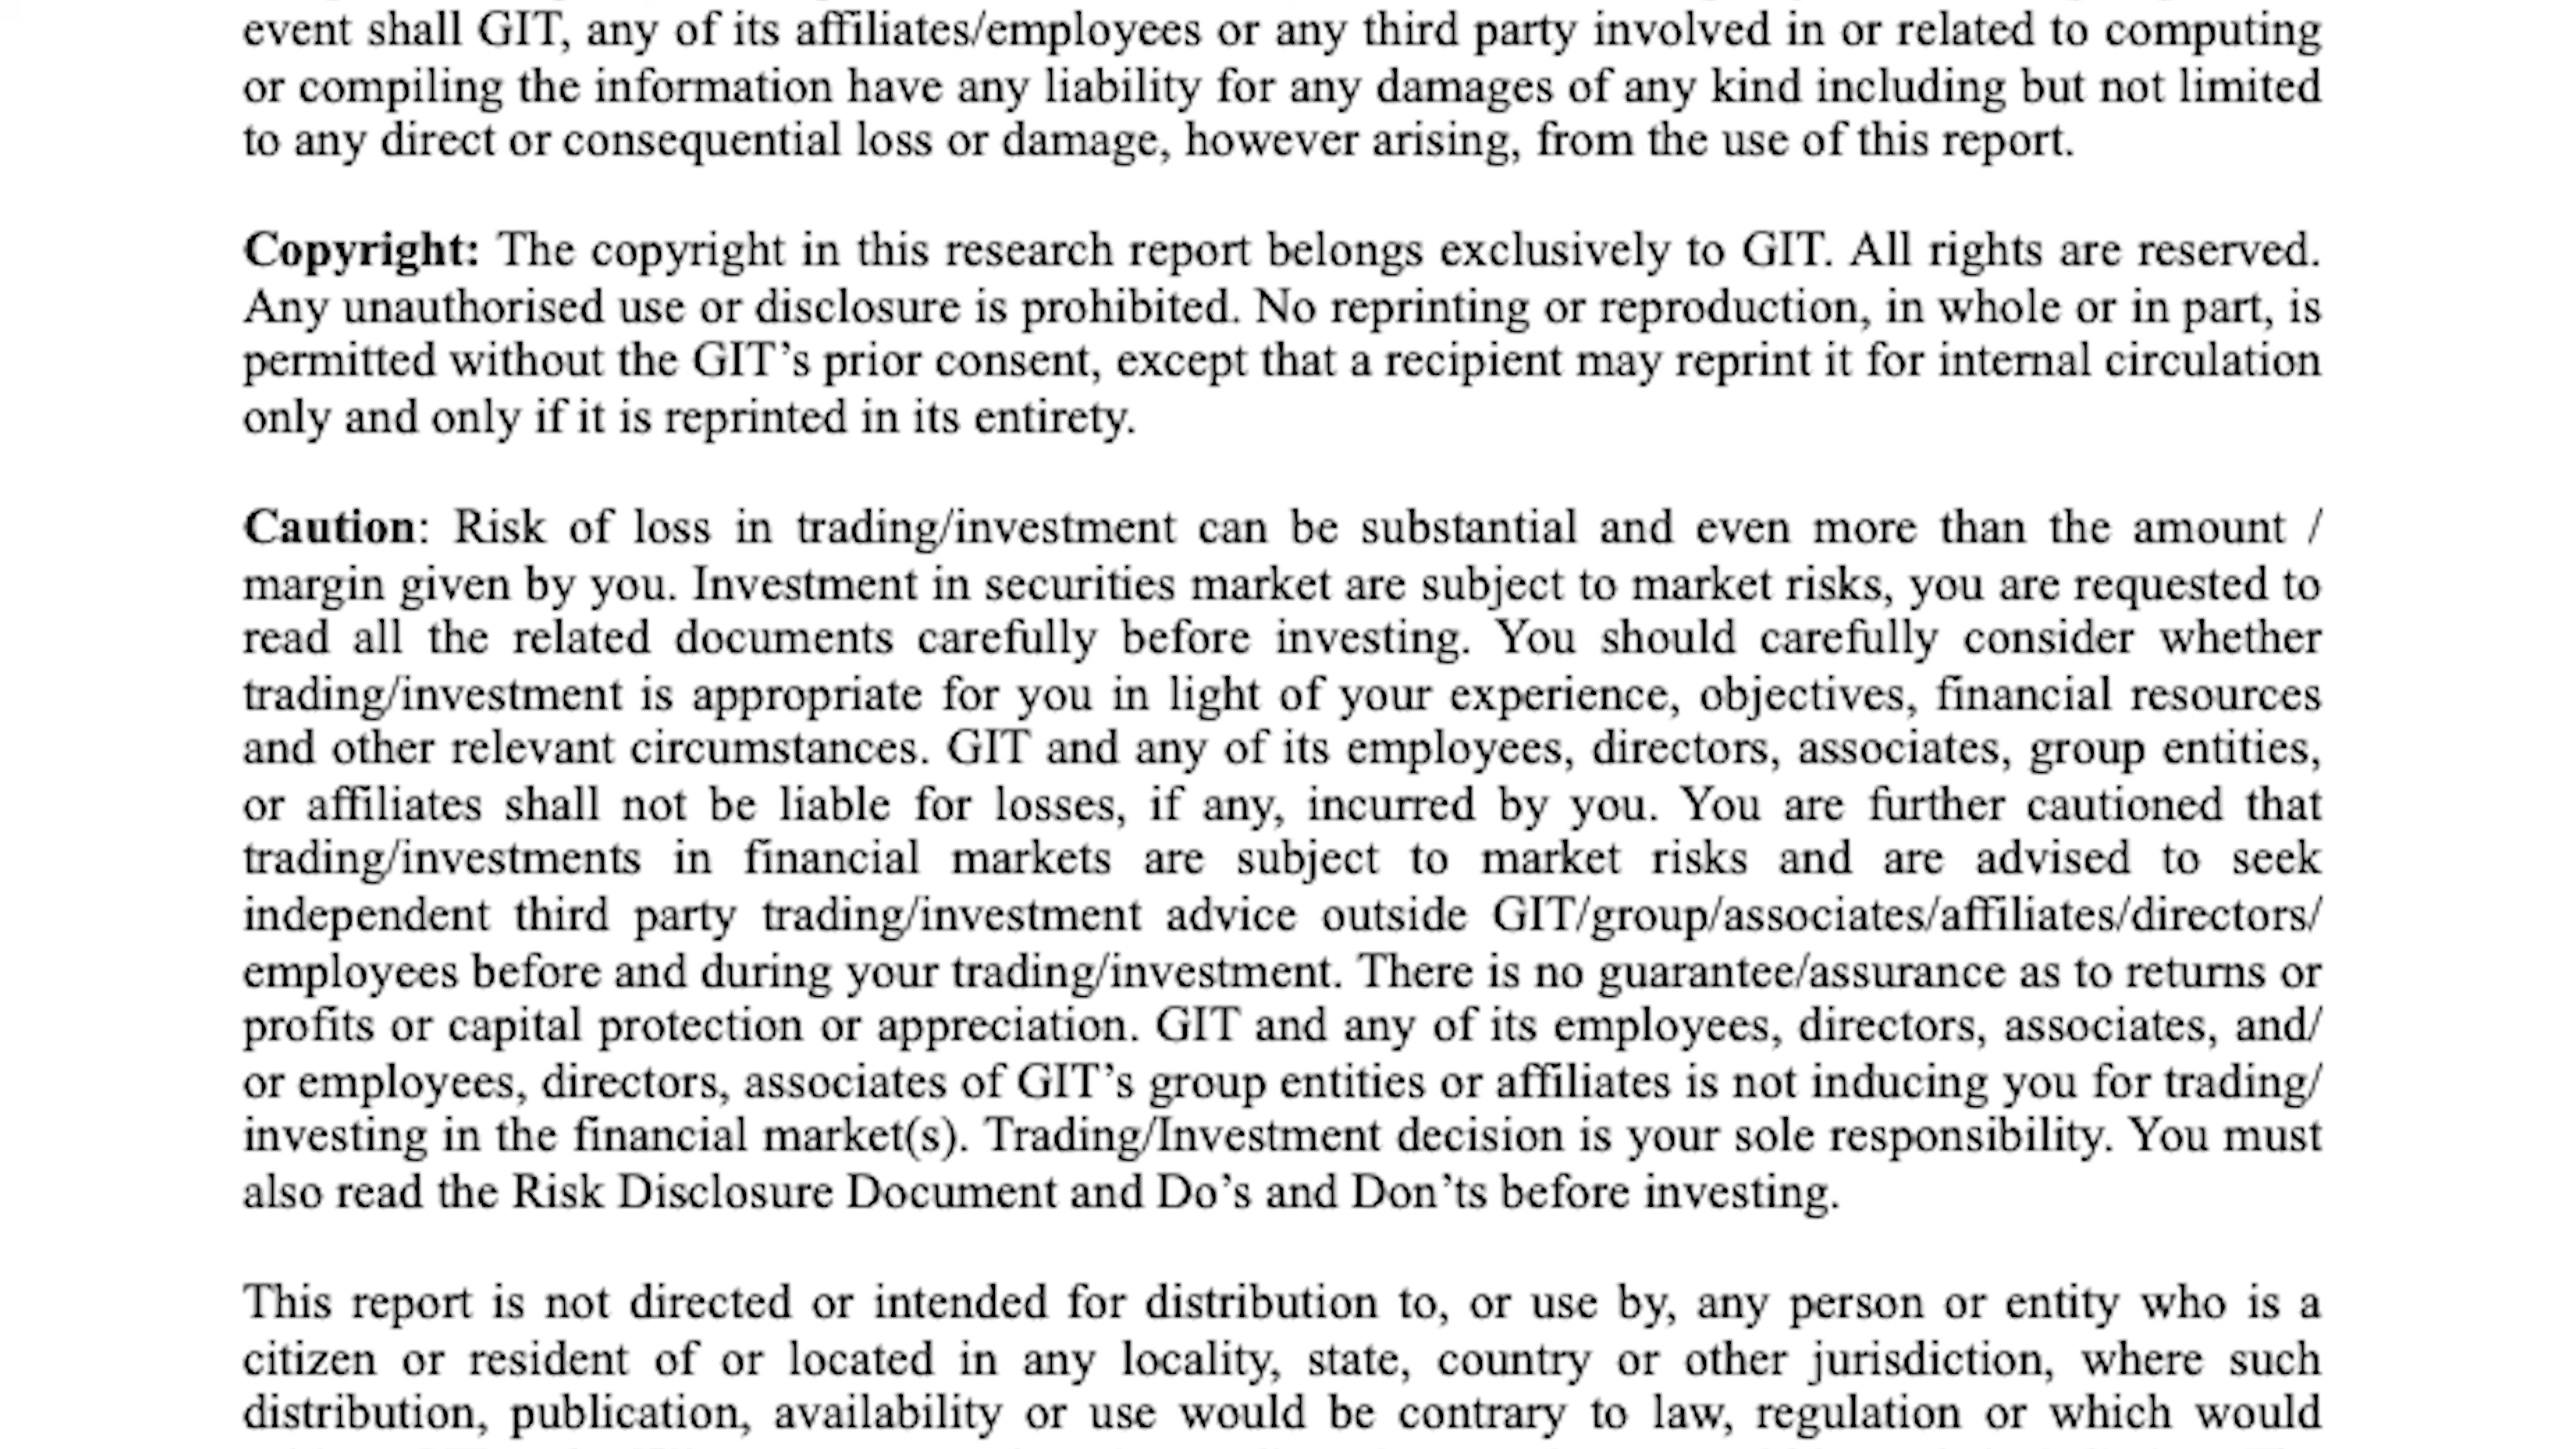 event shall GIT, any of its affiliates/employees or any third party involved in or related to computing
or compiling the information have any liability for any damages of any kind including but not limited
to any direct or consequential loss or damage, however arising, from the use of this report.
Copyright: The copyright in this research report belongs exclusively to GIT. All rights are reserved.
Any unauthorised use or disclosure is prohibited. No reprinting or reproduction, in whole or in part, is
permitted without the GIT’s prior consent, except that a recipient may reprint it for internal circulation
only and only if it is reprinted in its entirety.
Caution: Risk of loss in trading/investment can be substantial and even more than the amount /
margin given by you. Investment in securities market are subject to market risks, you are requested to
read all the related documents carefully before investing. You should carefully consider whether
trading/investment is appropriate for you in light of your experience, objectives, financial resources
and other relevant circumstances. GIT and any of its employees, directors, associates, group entities,
or affiliates shall not be liable for losses, if any, incurred by you. You are further cautioned that
trading/investments in financial markets are subject to market risks and are advised to seek
independent third party trading/investment advice outside GIT/group/associates/affiliates/directors/
employees before and during your trading/investment. There is no guarantee/assurance as to returns or
profits or capital protection or appreciation. GIT and any of its employees, directors, associates, and/
or employees, directors, associates of GIT’s group entities or affiliates is not inducing you for trading/
investing in the financial market(s). Trading/Investment decision is your sole responsibility. You must
also read the Risk Disclosure Document and Do’s and Don’ts before investing.
This report is not directed or intended for distribution to, or use by, any person or entity who is a
citizen or resident of or located in any locality, state, country or other jurisdiction, where such
distribution, publication, availability or use would be contrary to law, regulation or which would